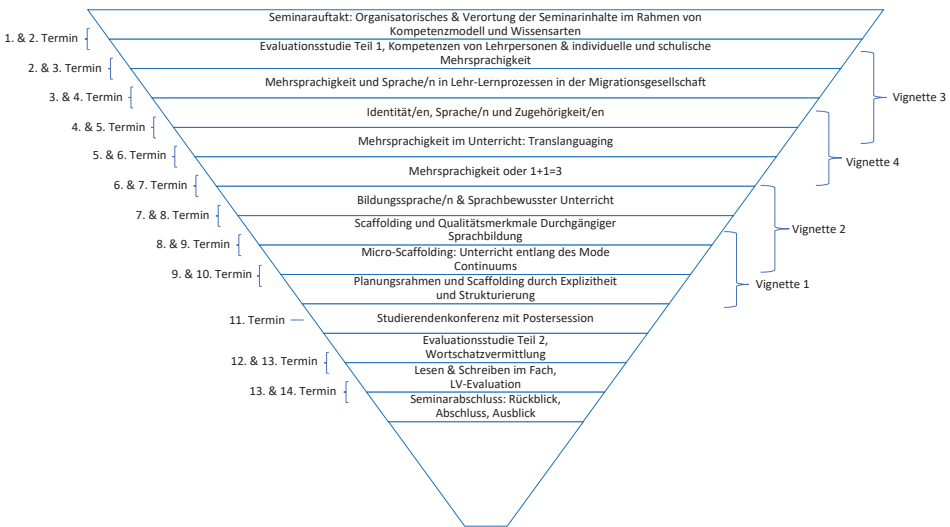 Seminarauftakt: Organisatorisches & Verortung der Seminarinhalte im Rahmen von
Kompetenzmodell und Wissensarten
1. & 2. Termin
Evaluationsstudie Teil 1, Kompetenzen von Lehrpersonen & individuelle und schulische
Mehrsprachigkeit
2. & 3. Termin
Mehrsprachigkeit und Sprache/n in Lehr-Lernprozessen in der Migrationsgesellschaft
3. & 4. Termin
Vignette 3
Identität/en, Sprache/n und Zugehörigkeit/en
4. & 5. Termin
Mehrsprachigkeit im Unterricht: Translanguaging
5. & 6. Termin
Vignette 4
Mehrsprachigkeit oder 1+1=3
6. & 7. Termin
Bildungssprache/n & Sprachbewusster Unterricht
7. & 8. Termin
Scaffolding und Qualitätsmerkmale Durchgängiger
Sprachbildung
Vignette 2
8. & 9. Termin
Micro-Scaffolding: Unterricht entlang des Mode
Continuums
9. & 10. Termin
Planungsrahmen und Scaffolding durch Explizitheit
und Strukturierung
Vignette 1
11. Termin
Studierendenkonferenz mit Postersession
Evaluationsstudie Teil 2,
Wortschatzvermittlung
12. & 13. Termin
Lesen & Schreiben im Fach,
LV-Evaluation
13. & 14. Termin
Seminarabschluss: Rückblick,
Abschluss, Ausblick